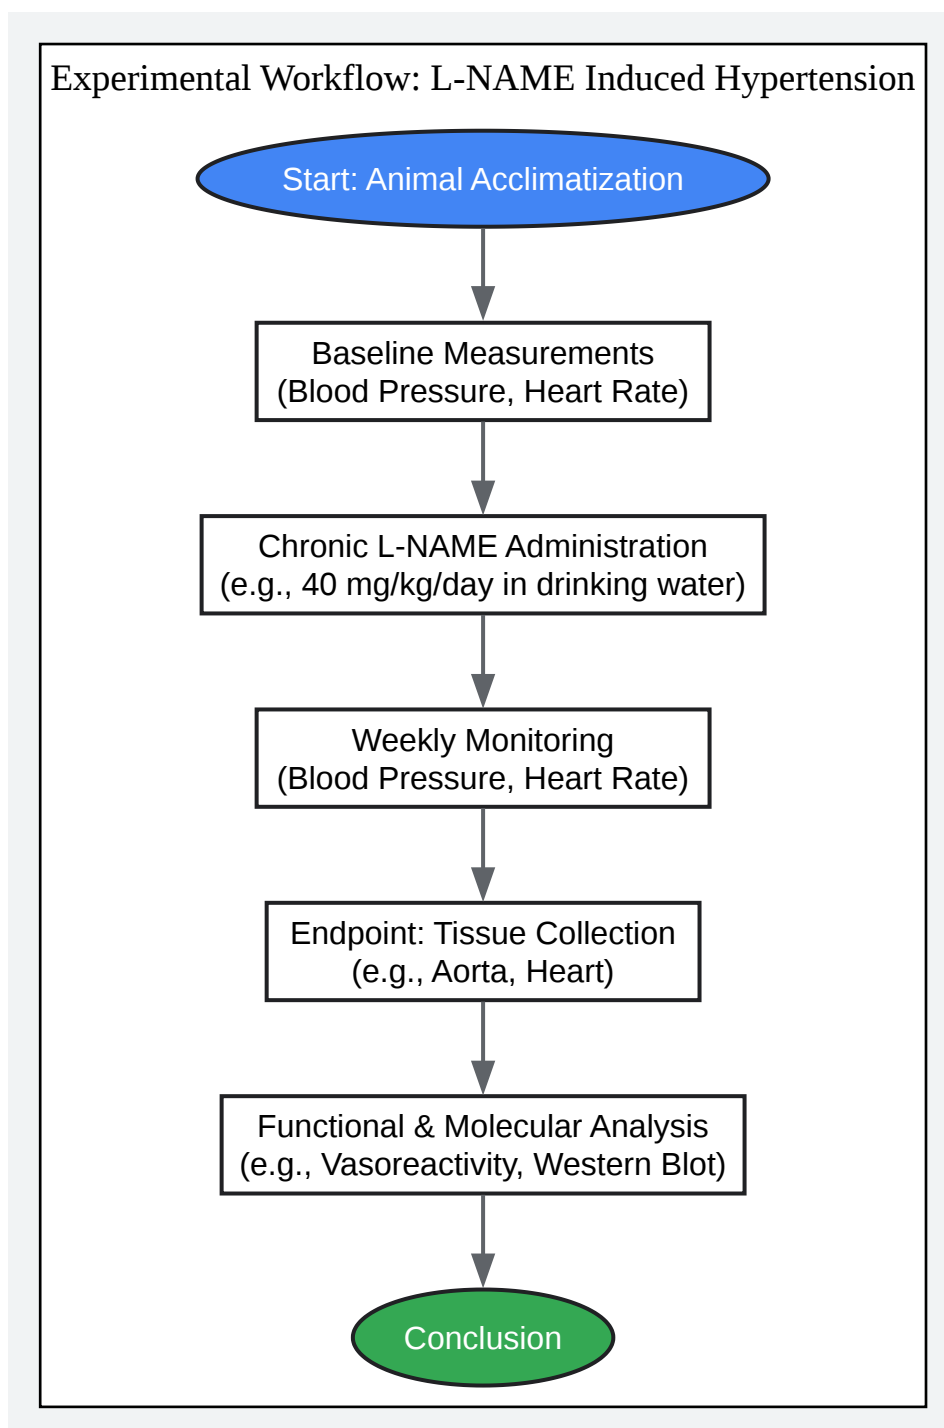 Experimental Workflow: L-NAME Induced Hypertension
Start: Animal Acclimatization
Baseline Measurements
(Blood Pressure, Heart Rate)
Chronic L-NAME Administration
(e.g., 40 mg/kg/day in drinking water)
Weekly Monitoring
(Blood Pressure, Heart Rate)
Endpoint: Tissue Collection
(e.g., Aorta, Heart)
Functional & Molecular Analysis
(e.g., Vasoreactivity, Western Blot)
Conclusion